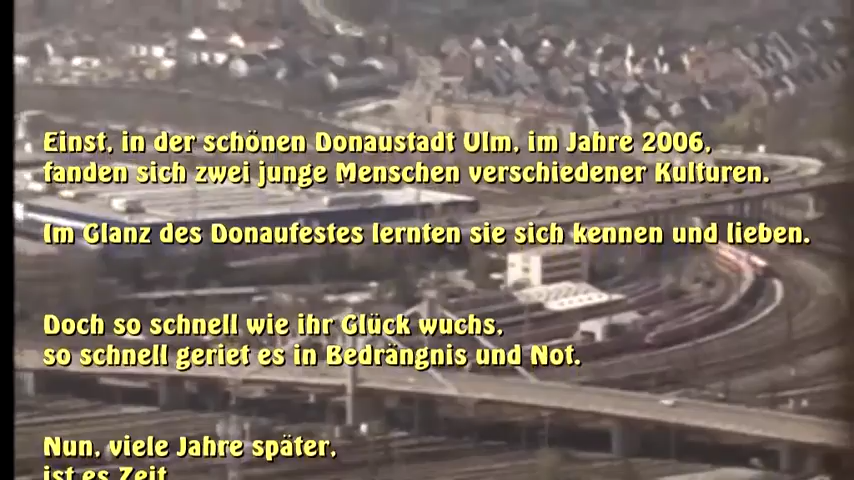 Einst, in der schönen Donaustadt Ulm, im Jahre 2006,
fanden sich zwei junge Menschen verschiedener Kulturen.
Im Glanz des Donaufestes lernten sie sich kennen und lieben.
Doch so schnell wie ihr Glück wuchs,
so schnell geriet es in Bedrängnis und Not.
Nun, viele Jahre später,
ist es Zeit